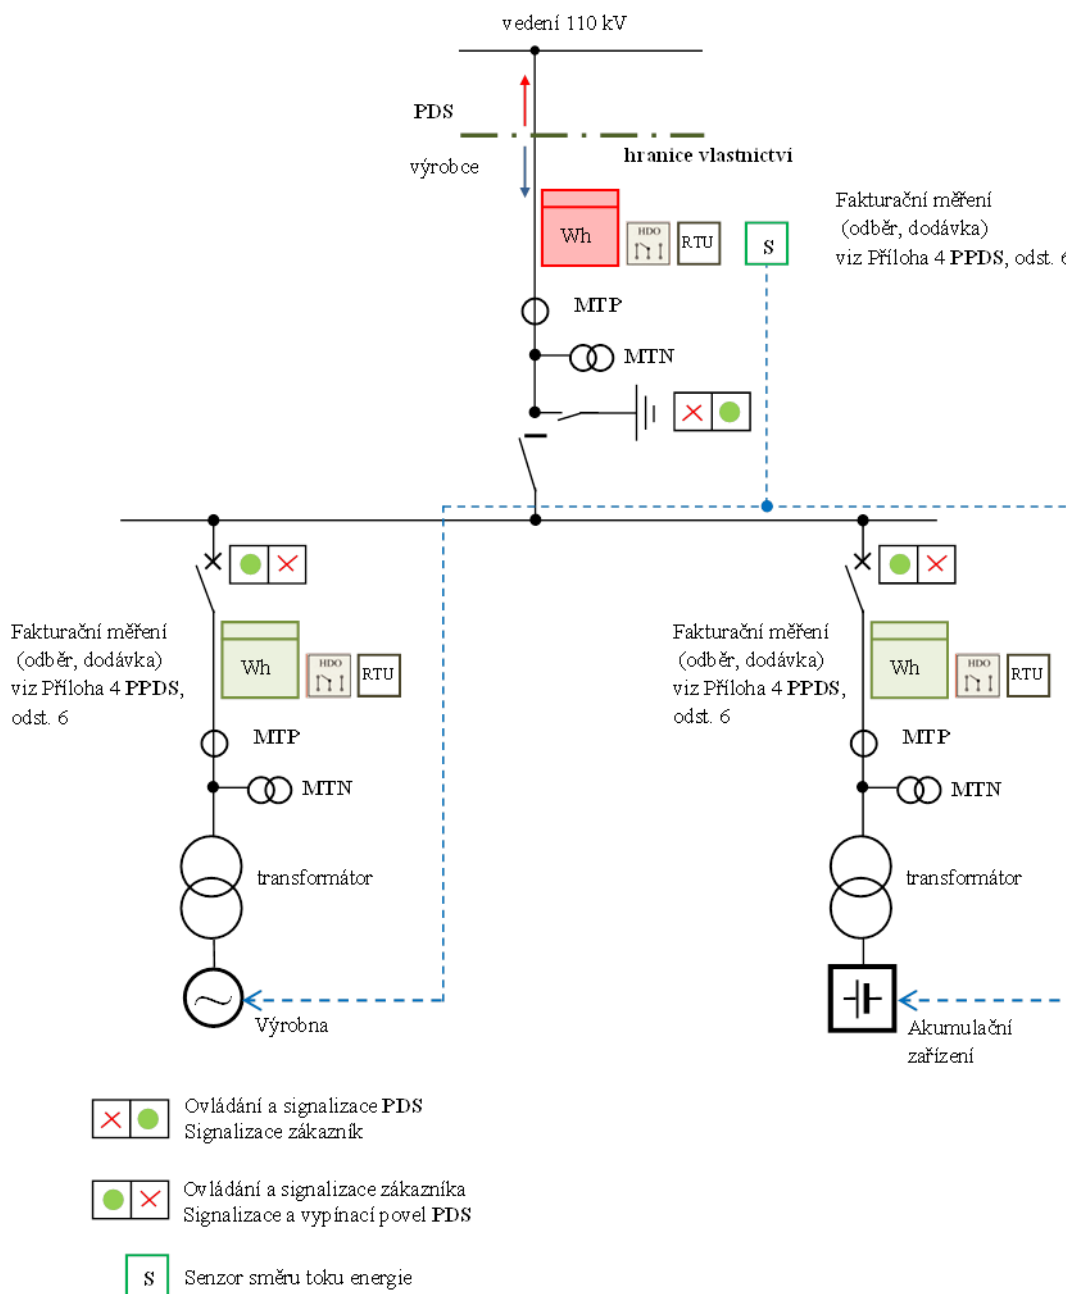 vedení 110 kV
PDS
výrobce
hranice vlastnictví
Wh
HDO
RTU
S
Fakturační měření
(odběr, dodávka)
viz Příloha 4 PPDS, odst. 6
MTP
MTN
Fakturační měření
(odběr, dodávka)
viz Příloha 4 PPDS,
odst. 6
Wh
HDO
RTU
MTP
MTN
transformátor
Výrobna
Fakturační měření
(odběr, dodávka)
viz Příloha 4 PPDS,
odst. 6
Wh
HDO
RTU
MTP
MTN
transformátor
Akumulační
zařízení
Ovládání a signalizace PDS
Signalizace zákazník
Ovládání a signalizace zákazníka
Signalizace a vypínací povel PDS
S
Senzor směru toku energie